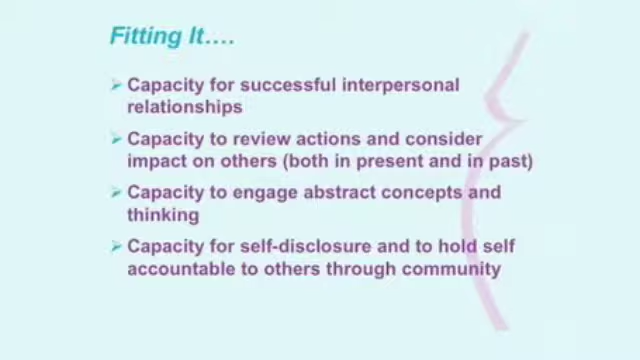 Fitting It….
➢ Capacity for successful interpersonal
relationships
➢ Capacity to review actions and consider
impact on others (both in present and in past)
➢ Capacity to engage abstract concepts and
thinking
➢ Capacity for self-disclosure and to hold self
accountable to others through community